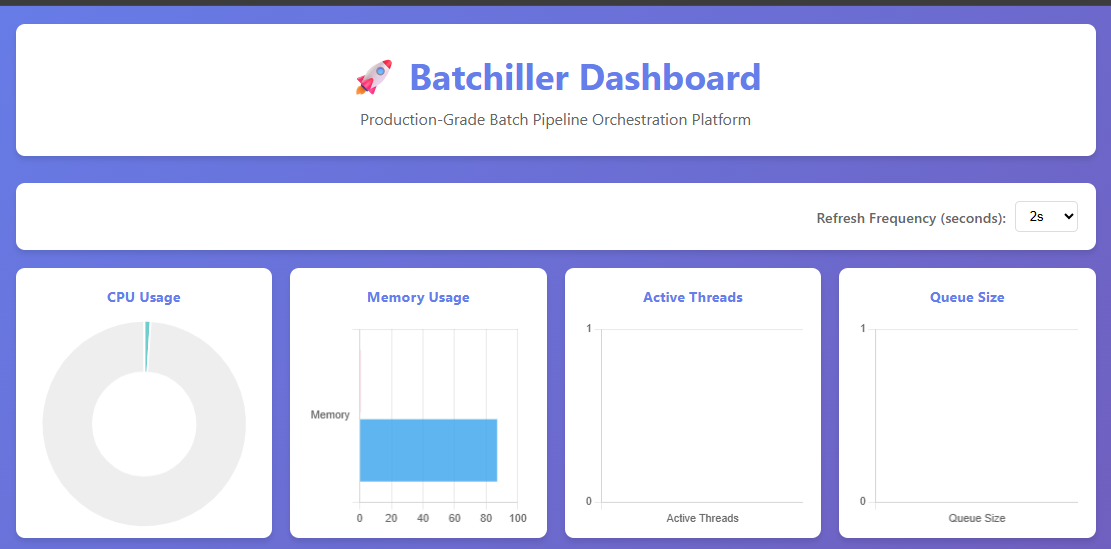 🚀 Batchiller Dashboard
Production-Grade Batch Pipeline Orchestration Platform
Refresh Frequency (seconds): 2s
CPU Usage
Memory Usage
Memory
0 20 40 60 80 100
Active Threads
1
0
Active Threads
Queue Size
1
0
Queue Size